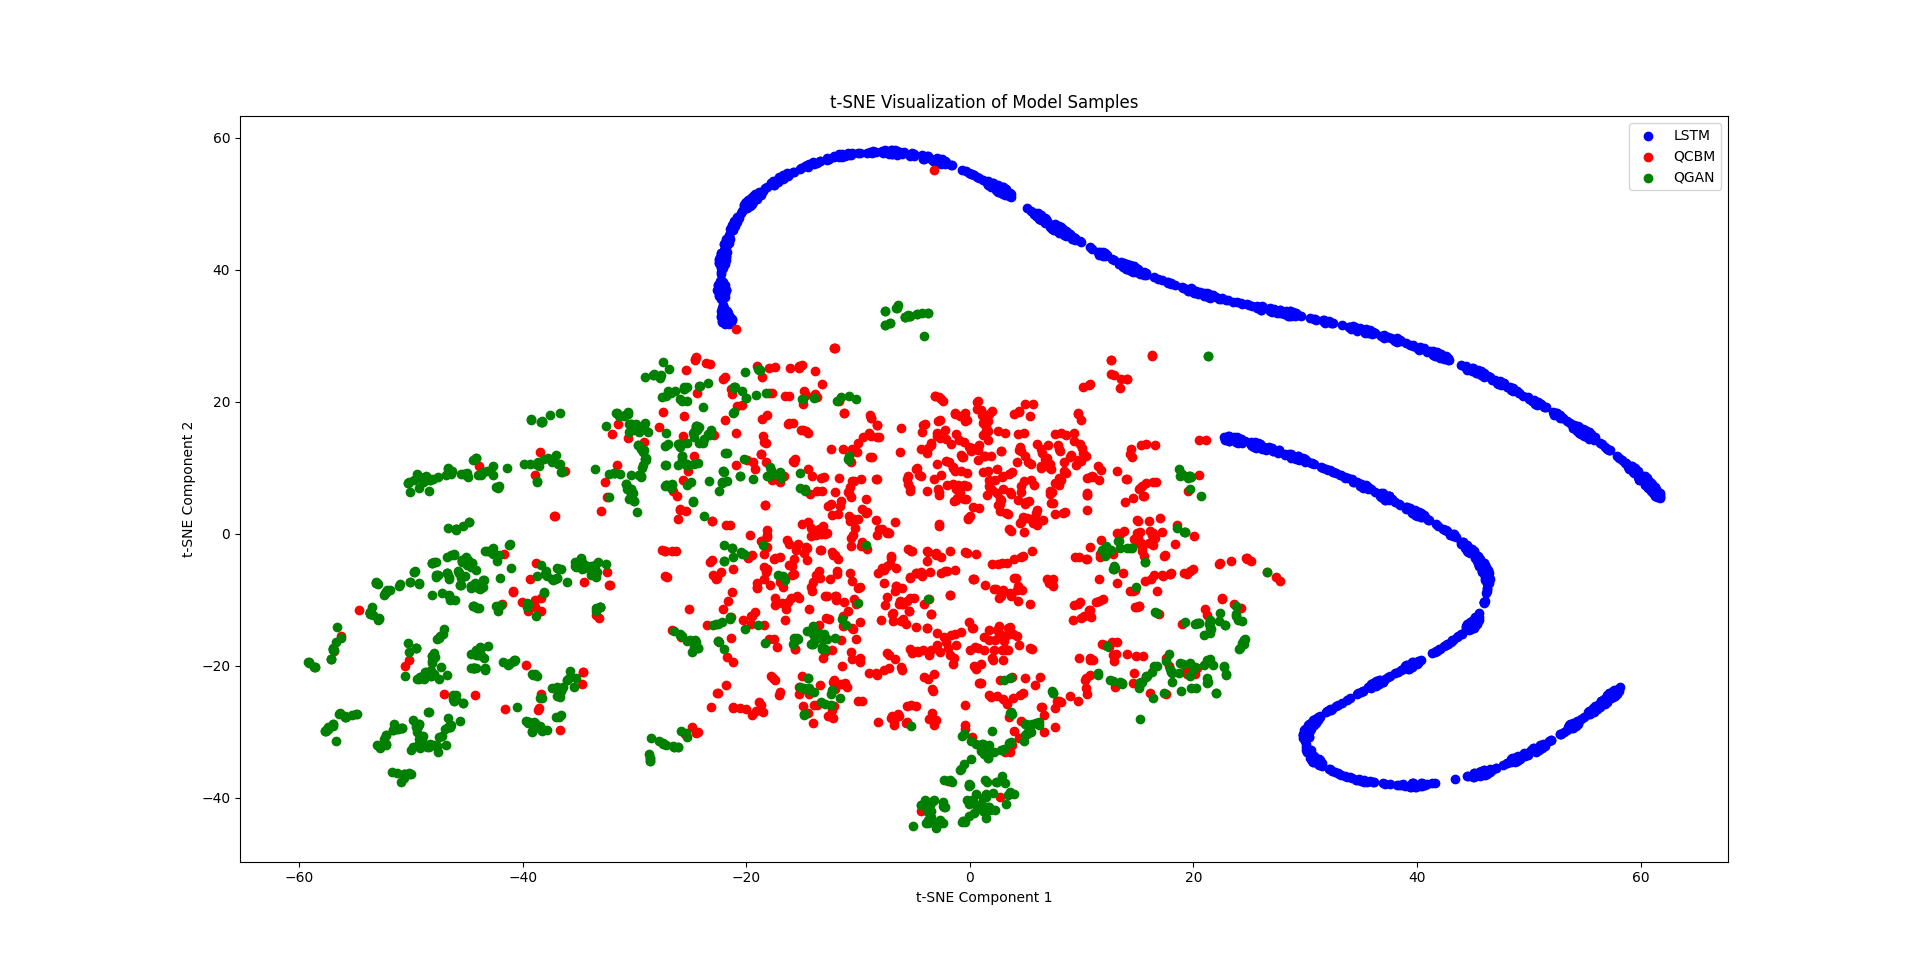 t-SNE Visualization of Model Samples
LSTM
QCBM
QGAN
60
40
20
0
−20
−40
t-SNE Component 2
−60
−40
−20
0
20
40
60
t-SNE Component 1